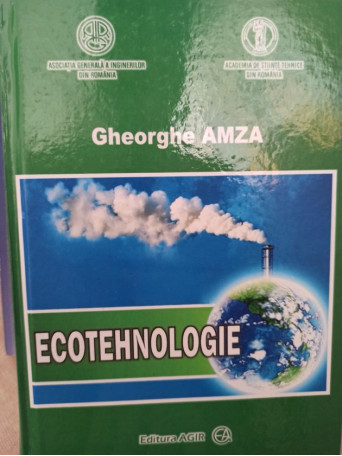 ASOCIAȚIA GENERALĂ A INGINERILOR
DIN ROMÂNIA
ACADEMIA DE ȘTIINȚE TEHNICE
DIN ROMÂNIA
Gheorghe AMZA
ECOTEHNOLOGIE
Editura AGIR